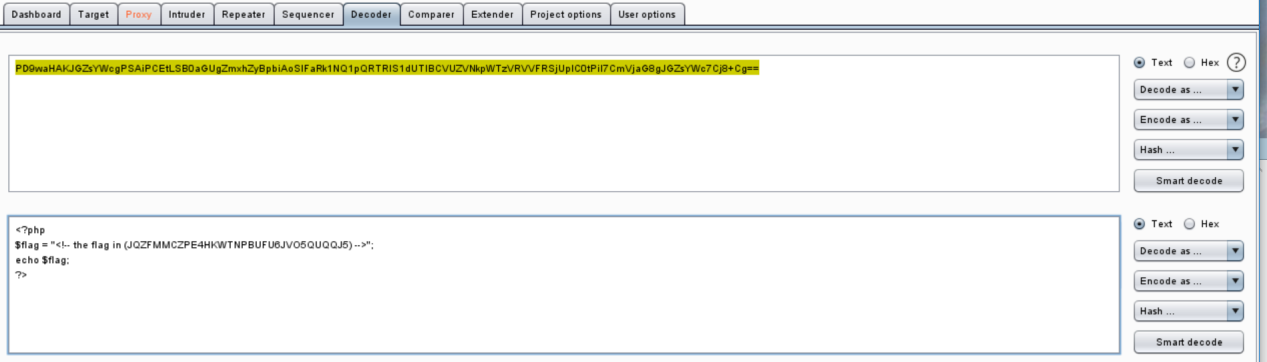 Dashboard Target Proxy Intruder Repeater Sequencer Decoder Comparer Extender Project options User options
PD9waHAKJGZsYWcgPSAiPCEtLSB0aGUgZmxhZyBpbiAoSlFaRk1NQ1pQRTRIS1dUTlBCVUZVNkpWTzVRVVFRSjUpIC0tPiI7CmVjaG8gJGZsYWc7Cj8+Cg==
Text Hex ?
Decode as ...
Encode as ...
Hash ...
Smart decode
<?php
$flag = "<!-- the flag in (JQZFMMCZPE4HKWTNPBUFU6JVO5QUQQJ5) -->";
echo $flag;
?>
Text Hex
Decode as ...
Encode as ...
Hash ...
Smart decode